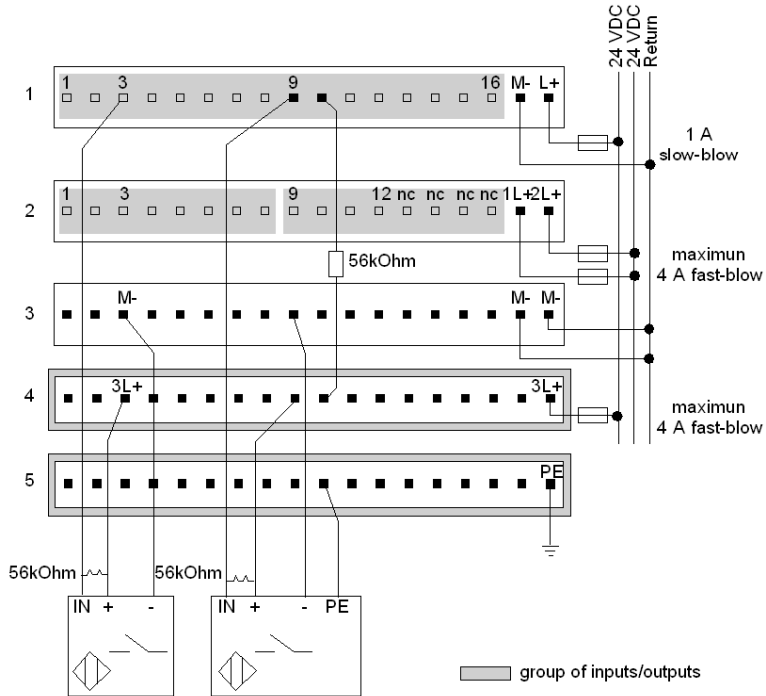 24 VDC
24 VDC
Return
1
1 3 9 16 M- L+
1 A
slow-blow
2
1 3 9 12 nc nc nc nc 1L+ 2L+
56kOhm
maximun
4 A fast-blow
3
M- M- M-
4
3L+ 3L+
maximun
4 A fast-blow
5
PE
56kOhm 56kOhm
IN + - IN + - PE
group of inputs/outputs